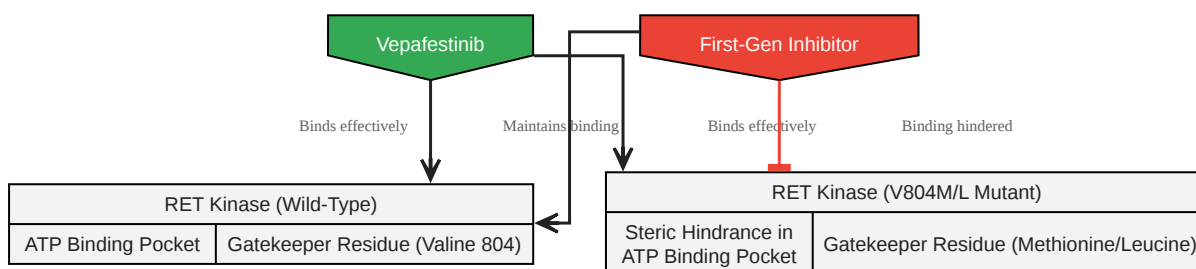 Vepafestinib
First-Gen Inhibitor
Binds effectively
Maintains binding
Binds effectively
Binding hindered
RET Kinase (Wild-Type)
ATP Binding Pocket
Gatekeeper Residue (Valine 804)
RET Kinase (V804M/L Mutant)
Steric Hindrance in
ATP Binding Pocket
Gatekeeper Residue (Methionine/Leucine)